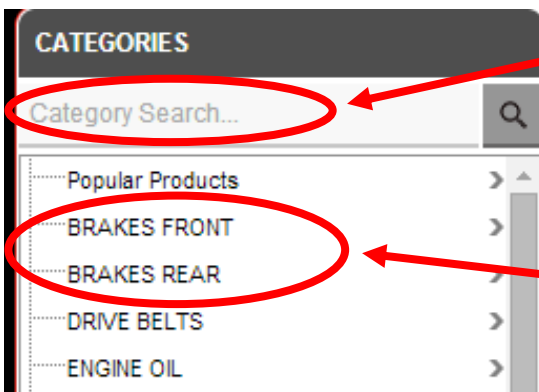 CATEGORIES
Category Search...
Popular Products
BRAKES FRONT
BRAKES REAR
DRIVE BELTS
ENGINE OIL